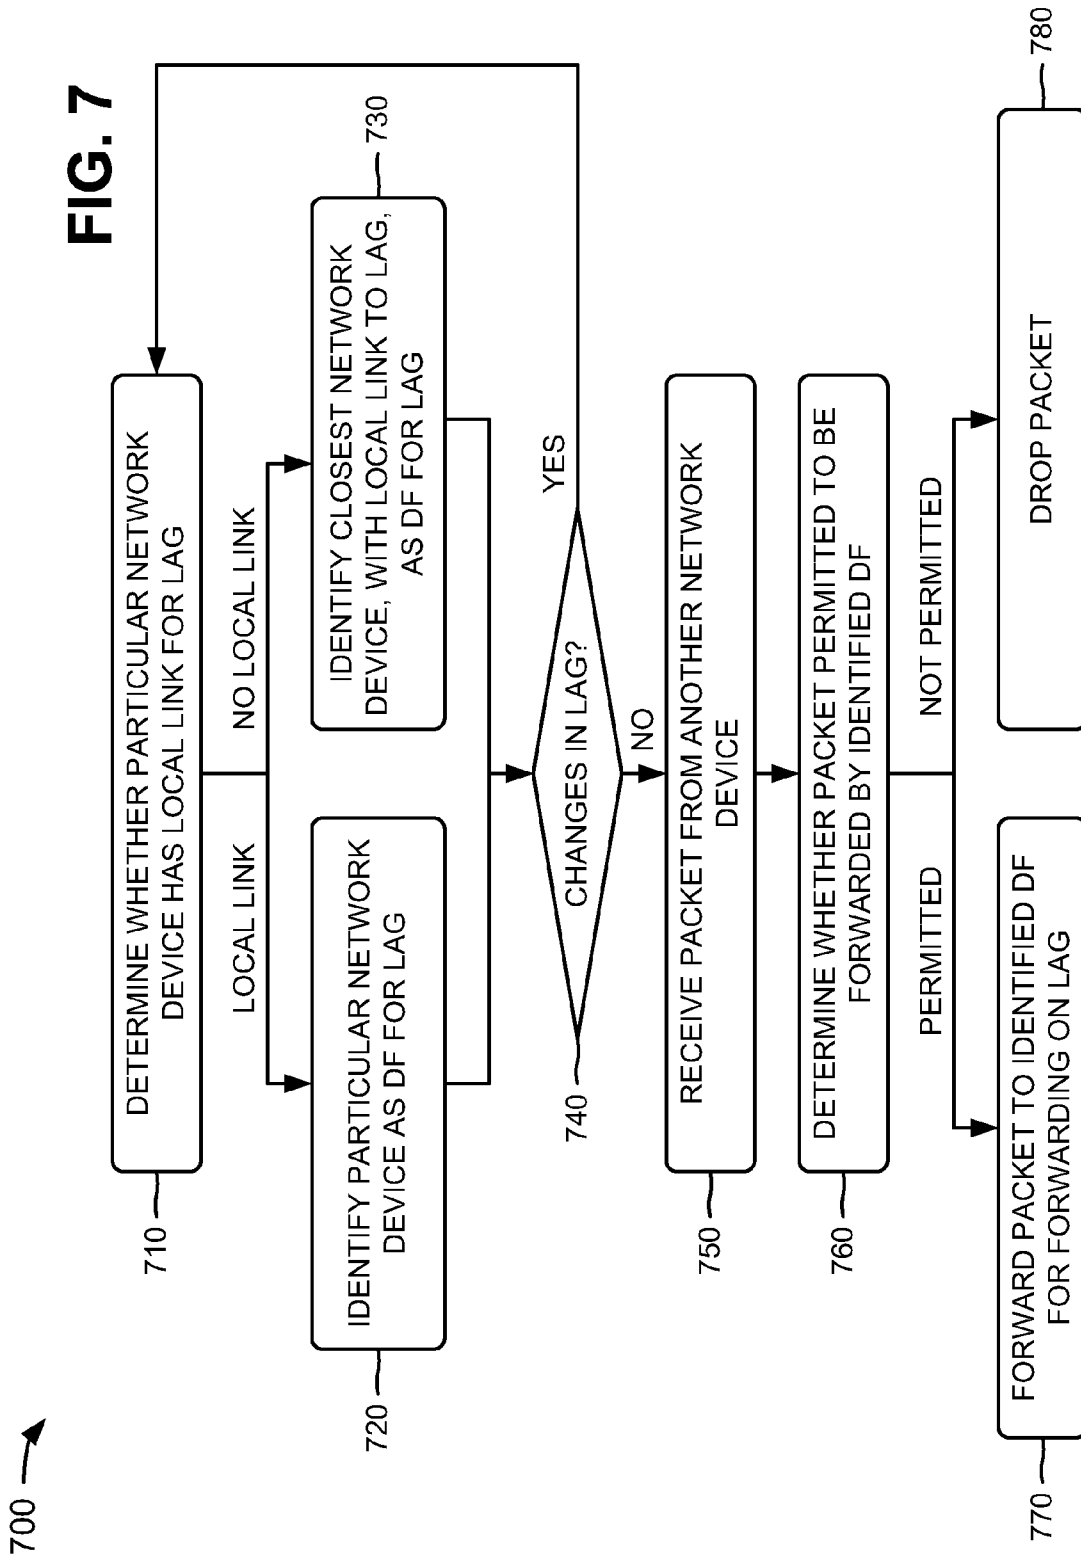 FIG. 7
700
710
DETERMINE WHETHER PARTICULAR NETWORK
DEVICE HAS LOCAL LINK FOR LAG
LOCAL LINK
NO LOCAL LINK
720
IDENTIFY PARTICULAR NETWORK
DEVICE AS DF FOR LAG
IDENTIFY CLOSEST NETWORK
DEVICE, WITH LOCAL LINK TO LAG,
AS DF FOR LAG
730
740
CHANGES IN LAG?
YES
NO
750
RECEIVE PACKET FROM ANOTHER NETWORK
DEVICE
760
DETERMINE WHETHER PACKET PERMITTED TO BE
FORWARDED BY IDENTIFIED DF
PERMITTED
NOT PERMITTED
770
FORWARD PACKET TO IDENTIFIED DF
FOR FORWARDING ON LAG
DROP PACKET
780